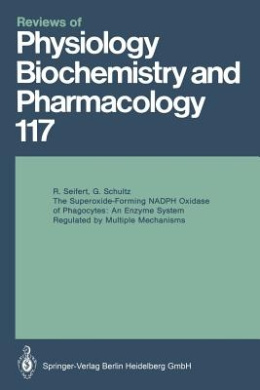 Reviews of
Physiology
Biochemistry and
Pharmacology
117
R. Seifert, G. Schultz
The Superoxide-Forming NADPH Oxidase
of Phagocytes: An Enzyme System
Regulated by Multiple Mechanisms
Springer-Verlag Berlin Heidelberg GmbH